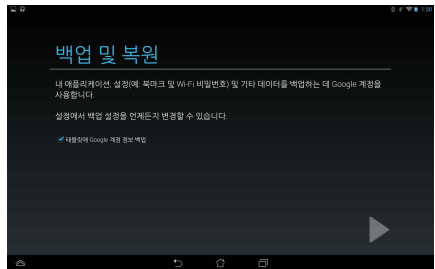 1:30
백업 및 복원
내 애플리케이션, 설정(예: 북마크 및 Wi-Fi 비밀번호) 및 기타 데이터를 백업하는 데 Google 계정을
사용합니다.
설정에서 백업 설정을 언제든지 변경할 수 있습니다.
태블릿에 Google 계정 정보 백업